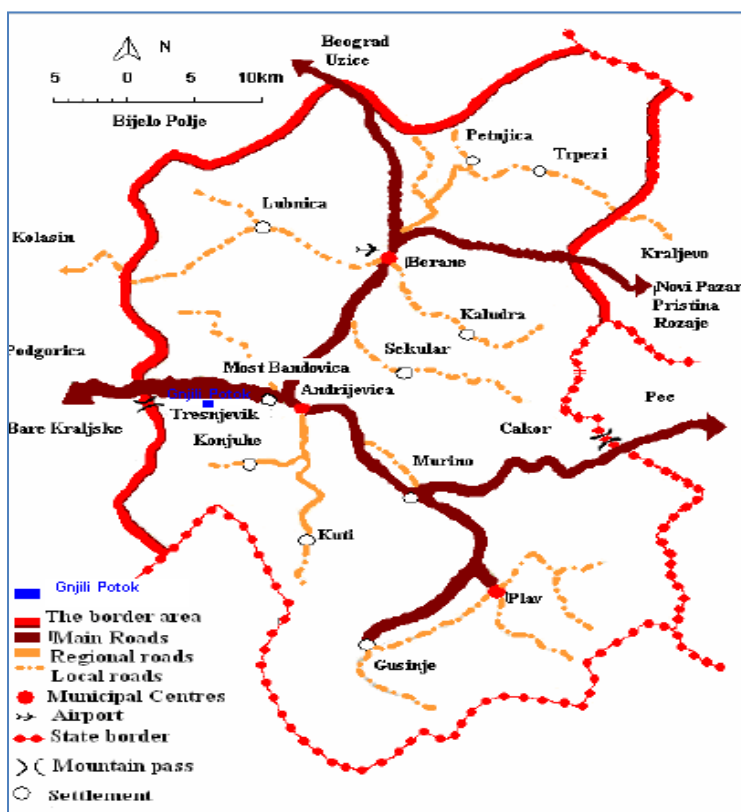 Beograd
Uzice
N
5 0 10km
Bijelo Polje
Petnjica
Trpezi
Lubnica
Kolasin
Kraljevo
Berane
Novi Pazar
Pristina
Rozaje
Kaludra
Sekular
Podgorica
Most Bandovica
Gnjili Potok
Andrijevica
Tresnjevik
Pec
Bare Kraljske
Cakor
Konjuhe
Murino
Kuti
Plav
Gusinje
Gnjili Potok
The border area
Main Roads
Regional roads
Local roads
Municipal Centres
Airport
State border
Mountain pass
Settlement